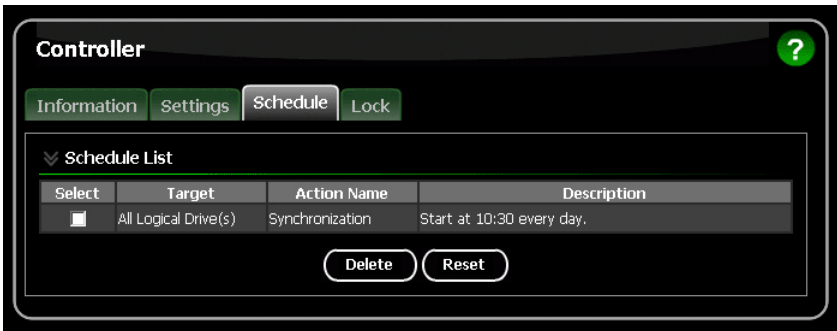 Controller
?
Information Settings Schedule Lock
Schedule List
Select Target Action Name Description
All Logical Drive(s) Synchronization Start at 10:30 every day.
Delete Reset